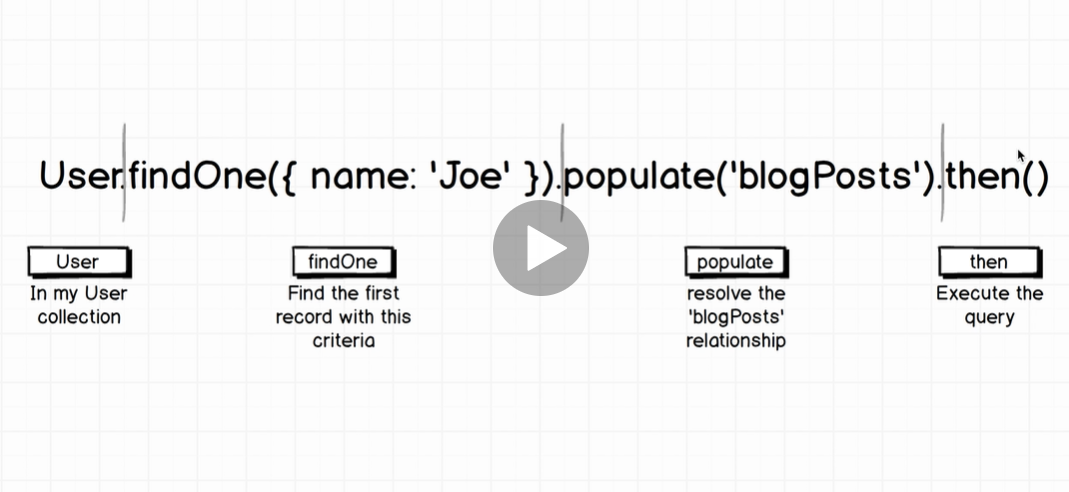 User.findOne({ name: 'Joe' }).populate('blogPosts').then()
User
In my User
collection
findOne
Find the first
record with this
criteria
populate
resolve the
'blogPosts'
relationship
then
Execute the
query